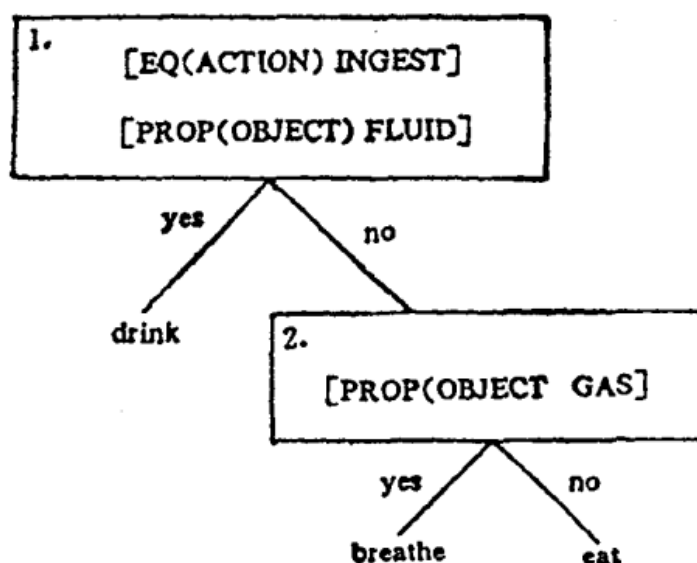 1.
[EQ(ACTION) INGEST]
[PROP(OBJECT) FLUID]
yes
no
drink
2.
[PROP(OBJECT GAS]
yes
no
breathe
eat